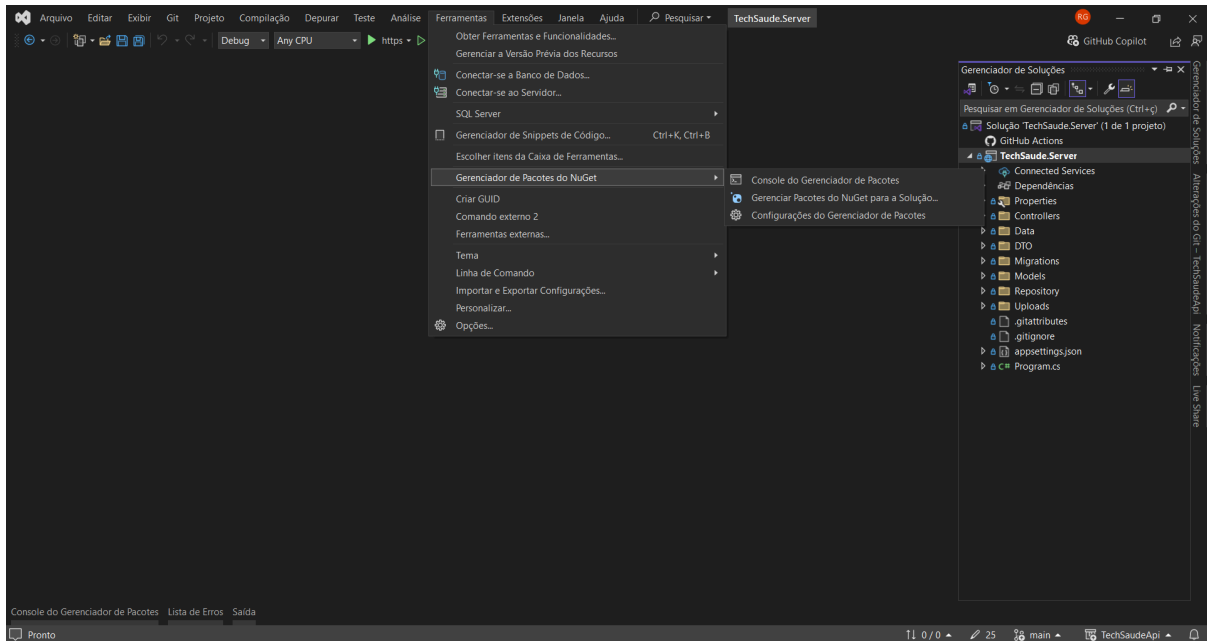 Arquivo Editar Exibir Git Projeto Compilação Depurar Teste Análise Ferramentas Extensões Janela Ajuda Pesquisar TechSaude.Server RG
Debug Any CPU https GitHub Copilot
Obter Ferramentas e Funcionalidades...
Gerenciar a Versão Prévia dos Recursos
Conectar-se a Banco de Dados...
Conectar-se ao Servidor...
SQL Server
Gerenciador de Snippets de Código... Ctrl+K, Ctrl+B
Escolher itens da Caixa de Ferramentas...
Gerenciador de Pacotes do NuGet
Criar GUID
Comando externo 2
Ferramentas externas...
Tema
Linha de Comando
Importar e Exportar Configurações...
Personalizar...
Opções...
Console do Gerenciador de Pacotes
Gerenciar Pacotes do NuGet para a Solução...
Configurações do Gerenciador de Pacotes
Gerenciador de Soluções
Pesquisar em Gerenciador de Soluções (Ctrl+ç)
Solução 'TechSaude.Server' (1 de 1 projeto)
GitHub Actions
TechSaude.Server
Connected Services
Dependências
Properties
Controllers
Data
DTO
Migrations
Models
Repository
Uploads
.gitattributes
.gitignore
appsettings.json
C# Program.cs
Gerenciador de Soluções
Alterações do Git – TechSaudeApi
Notificações
Live Share
Console do Gerenciador de Pacotes Lista de Erros Saída
Pronto 0 / 0 25 main TechSaudeApi